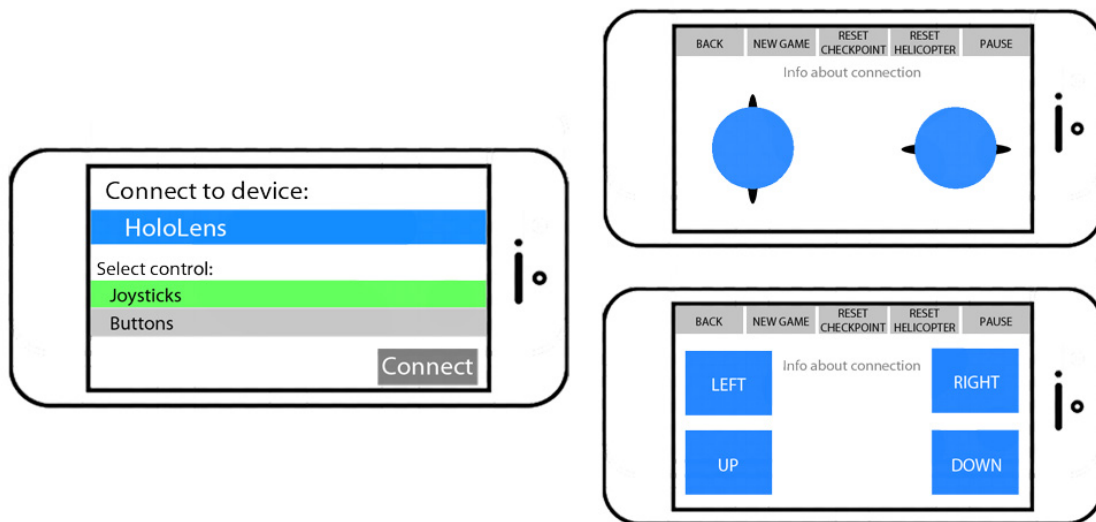 Connect to device:
HoloLens
Select control:
Joysticks
Buttons
Connect
BACK
NEW GAME
RESET
CHECKPOINT
RESET
HELICOPTER
PAUSE
Info about connection
BACK
NEW GAME
RESET
CHECKPOINT
RESET
HELICOPTER
PAUSE
Info about connection
LEFT
RIGHT
UP
DOWN